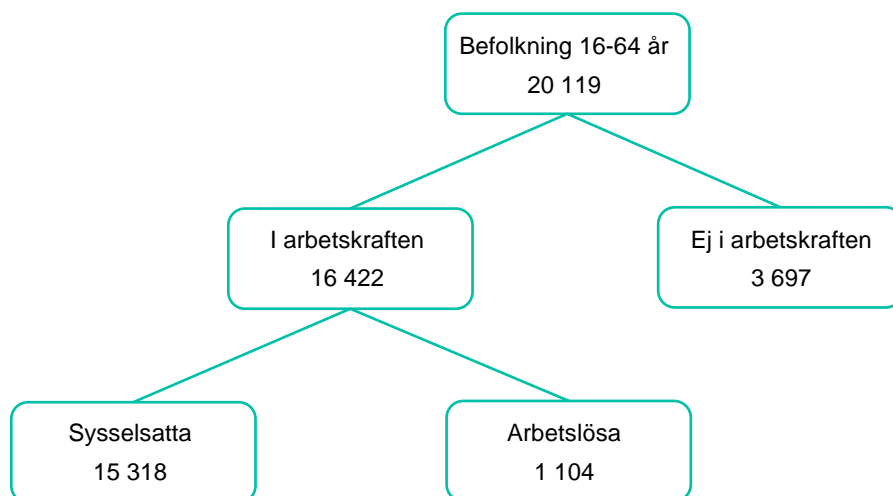 Befolkning 16-64 år
20 119
I arbetskraften
16 422
Ej i arbetskraften
3 697
Sysselsatta
15 318
Arbetslösa
1 104